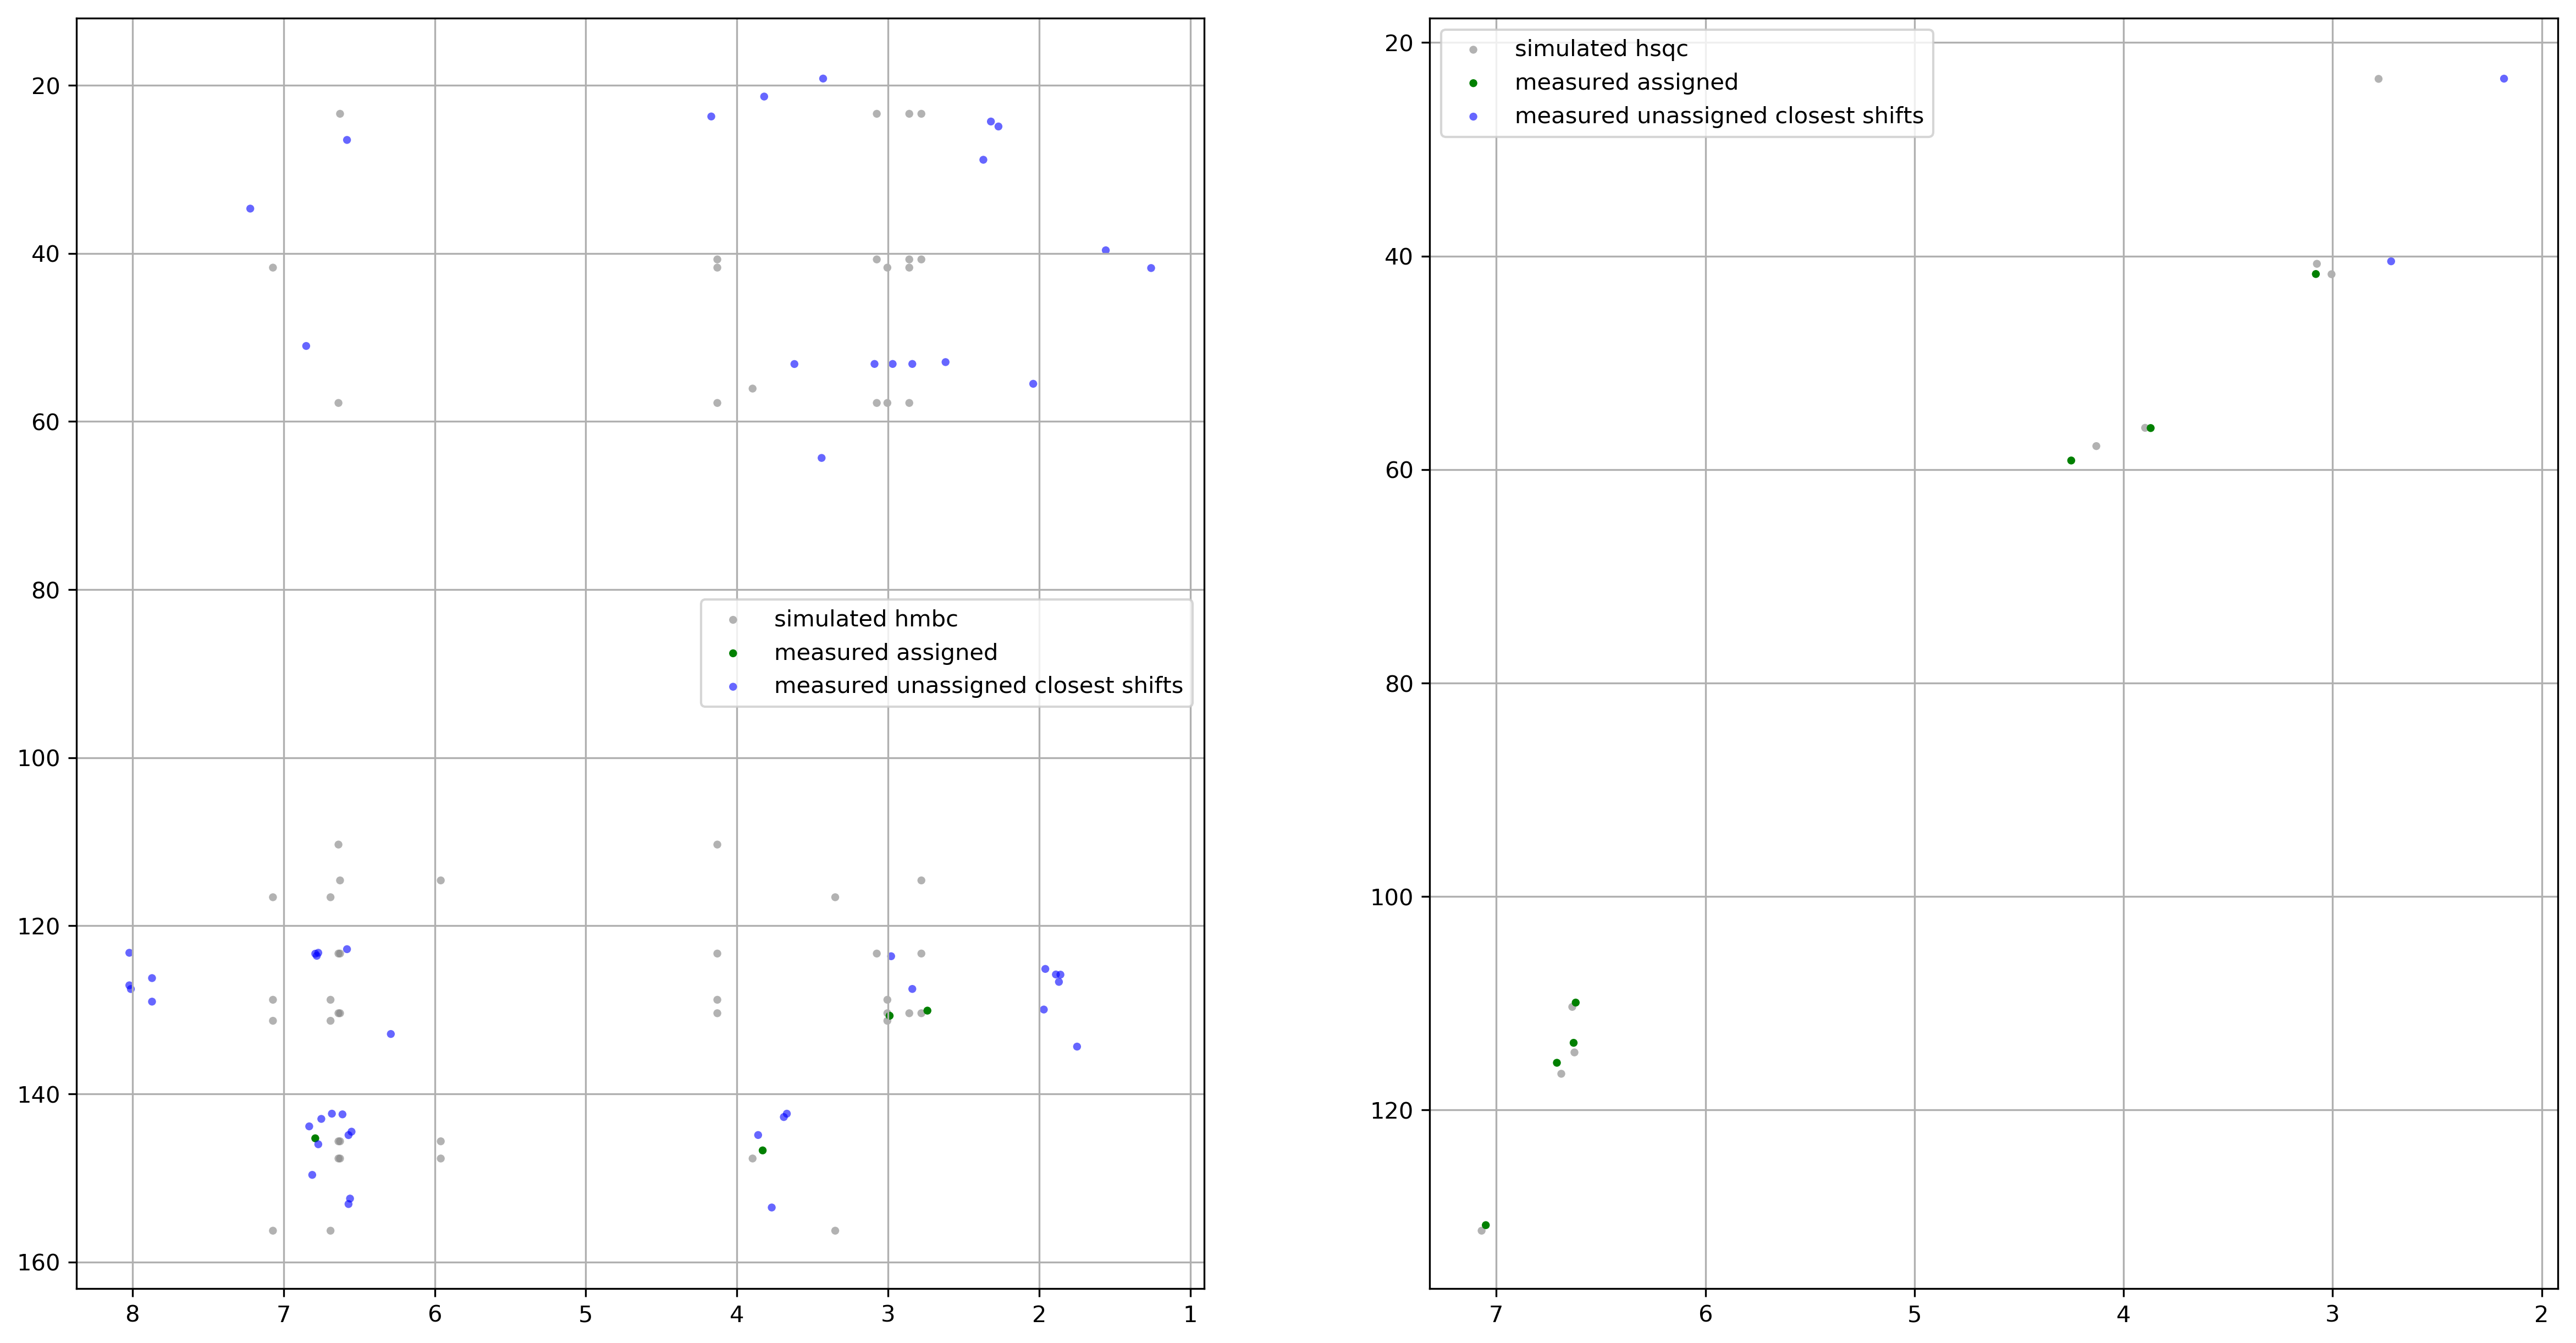 20
40
60
80
100
120
140
160
8 7 6 5 4 3 2 1
simulated hmbc
measured assigned
measured unassigned closest shifts
20
40
60
80
100
120
7 6 5 4 3 2
simulated hsqc
measured assigned
measured unassigned closest shifts